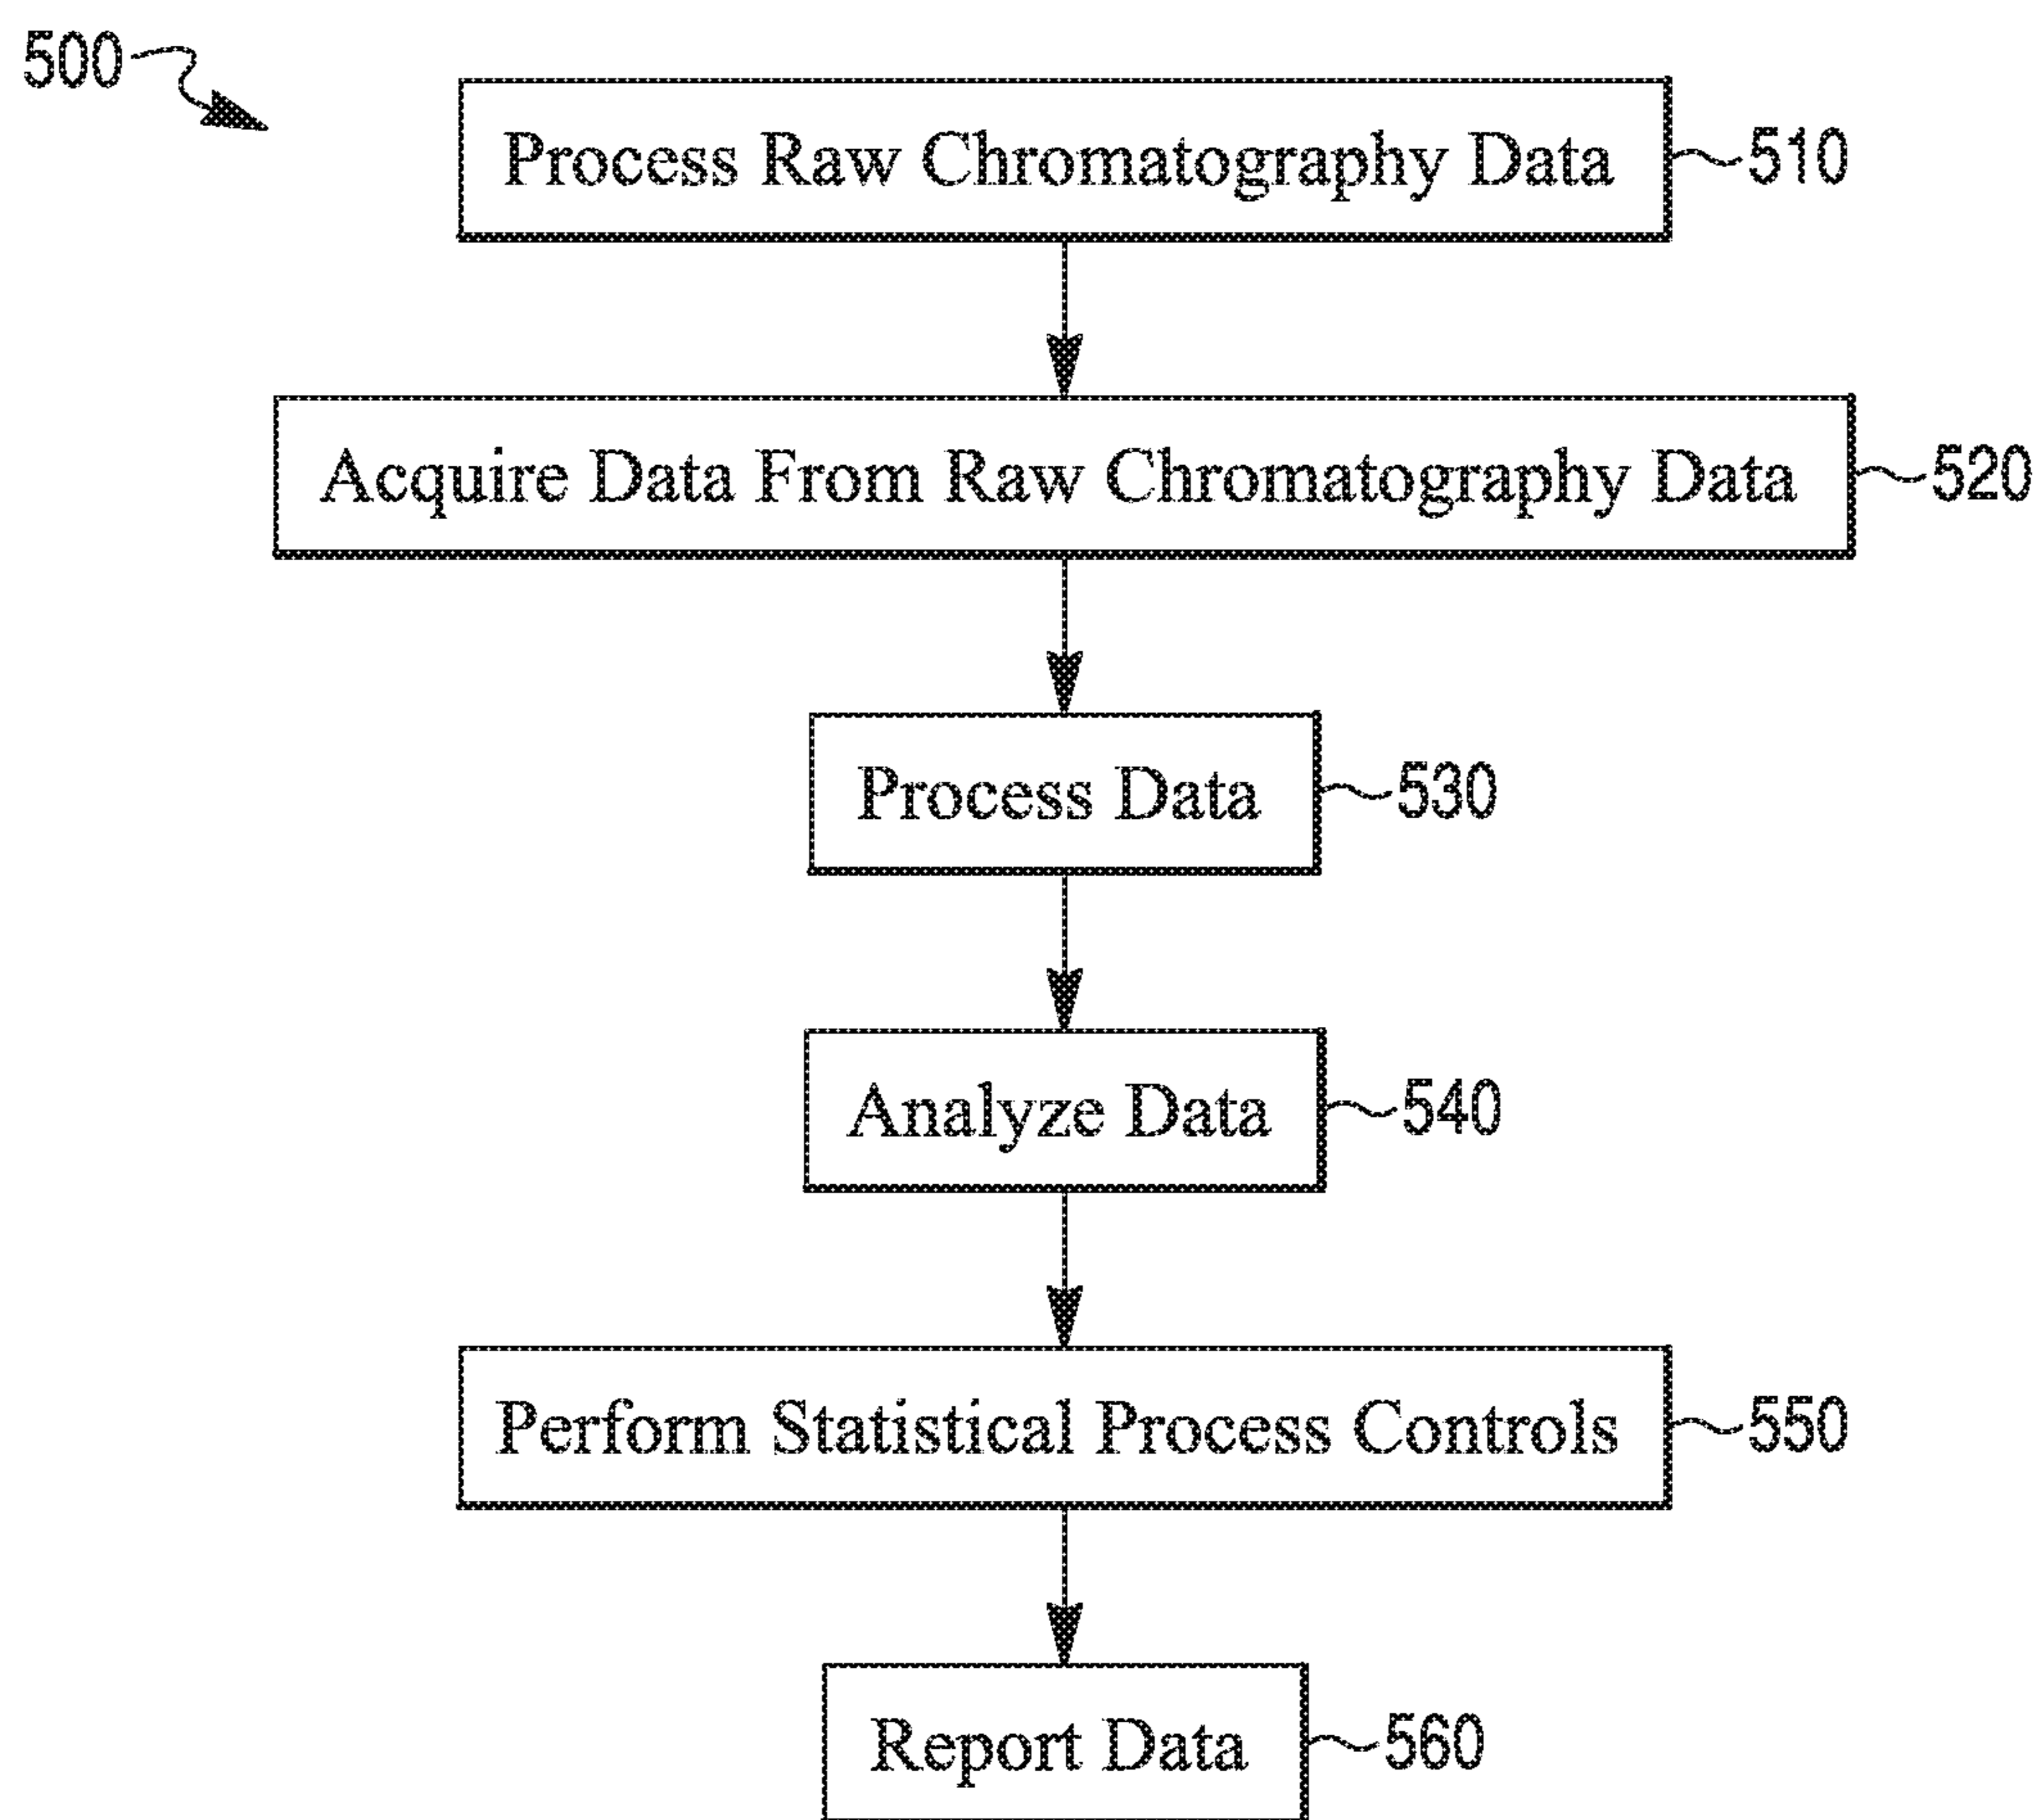 500
Process Raw Chromatography Data 510
Acquire Data From Raw Chromatography Data 520
Process Data 530
Analyze Data 540
Perform Statistical Process Controls 550
Report Data 560